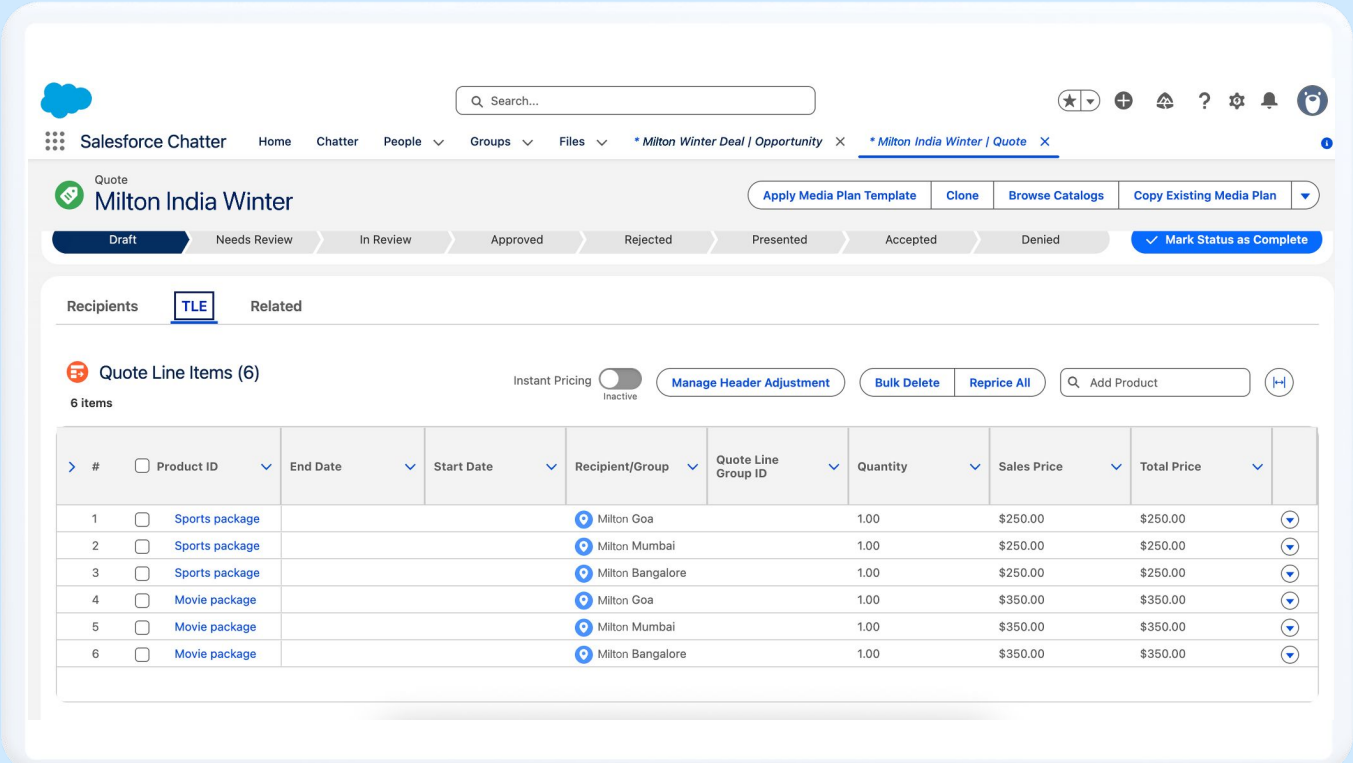 Search...
Salesforce Chatter Home Chatter People Groups Files * Milton Winter Deal | Opportunity * Milton India Winter | Quote
Quote
Milton India Winter
Apply Media Plan Template Clone Browse Catalogs Copy Existing Media Plan
Draft Needs Review In Review Approved Rejected Presented Accepted Denied Mark Status as Complete
Recipients TLE Related
Quote Line Items (6)
6 items
Instant Pricing
Inactive
Manage Header Adjustment Bulk Delete Reprice All Add Product
# Product ID End Date Start Date Recipient/Group Quote Line Group ID Quantity Sales Price Total Price
1 Sports package Milton Goa 1.00 $250.00 $250.00
2 Sports package Milton Mumbai 1.00 $250.00 $250.00
3 Sports package Milton Bangalore 1.00 $250.00 $250.00
4 Movie package Milton Goa 1.00 $350.00 $350.00
5 Movie package Milton Mumbai 1.00 $350.00 $350.00
6 Movie package Milton Bangalore 1.00 $350.00 $350.00